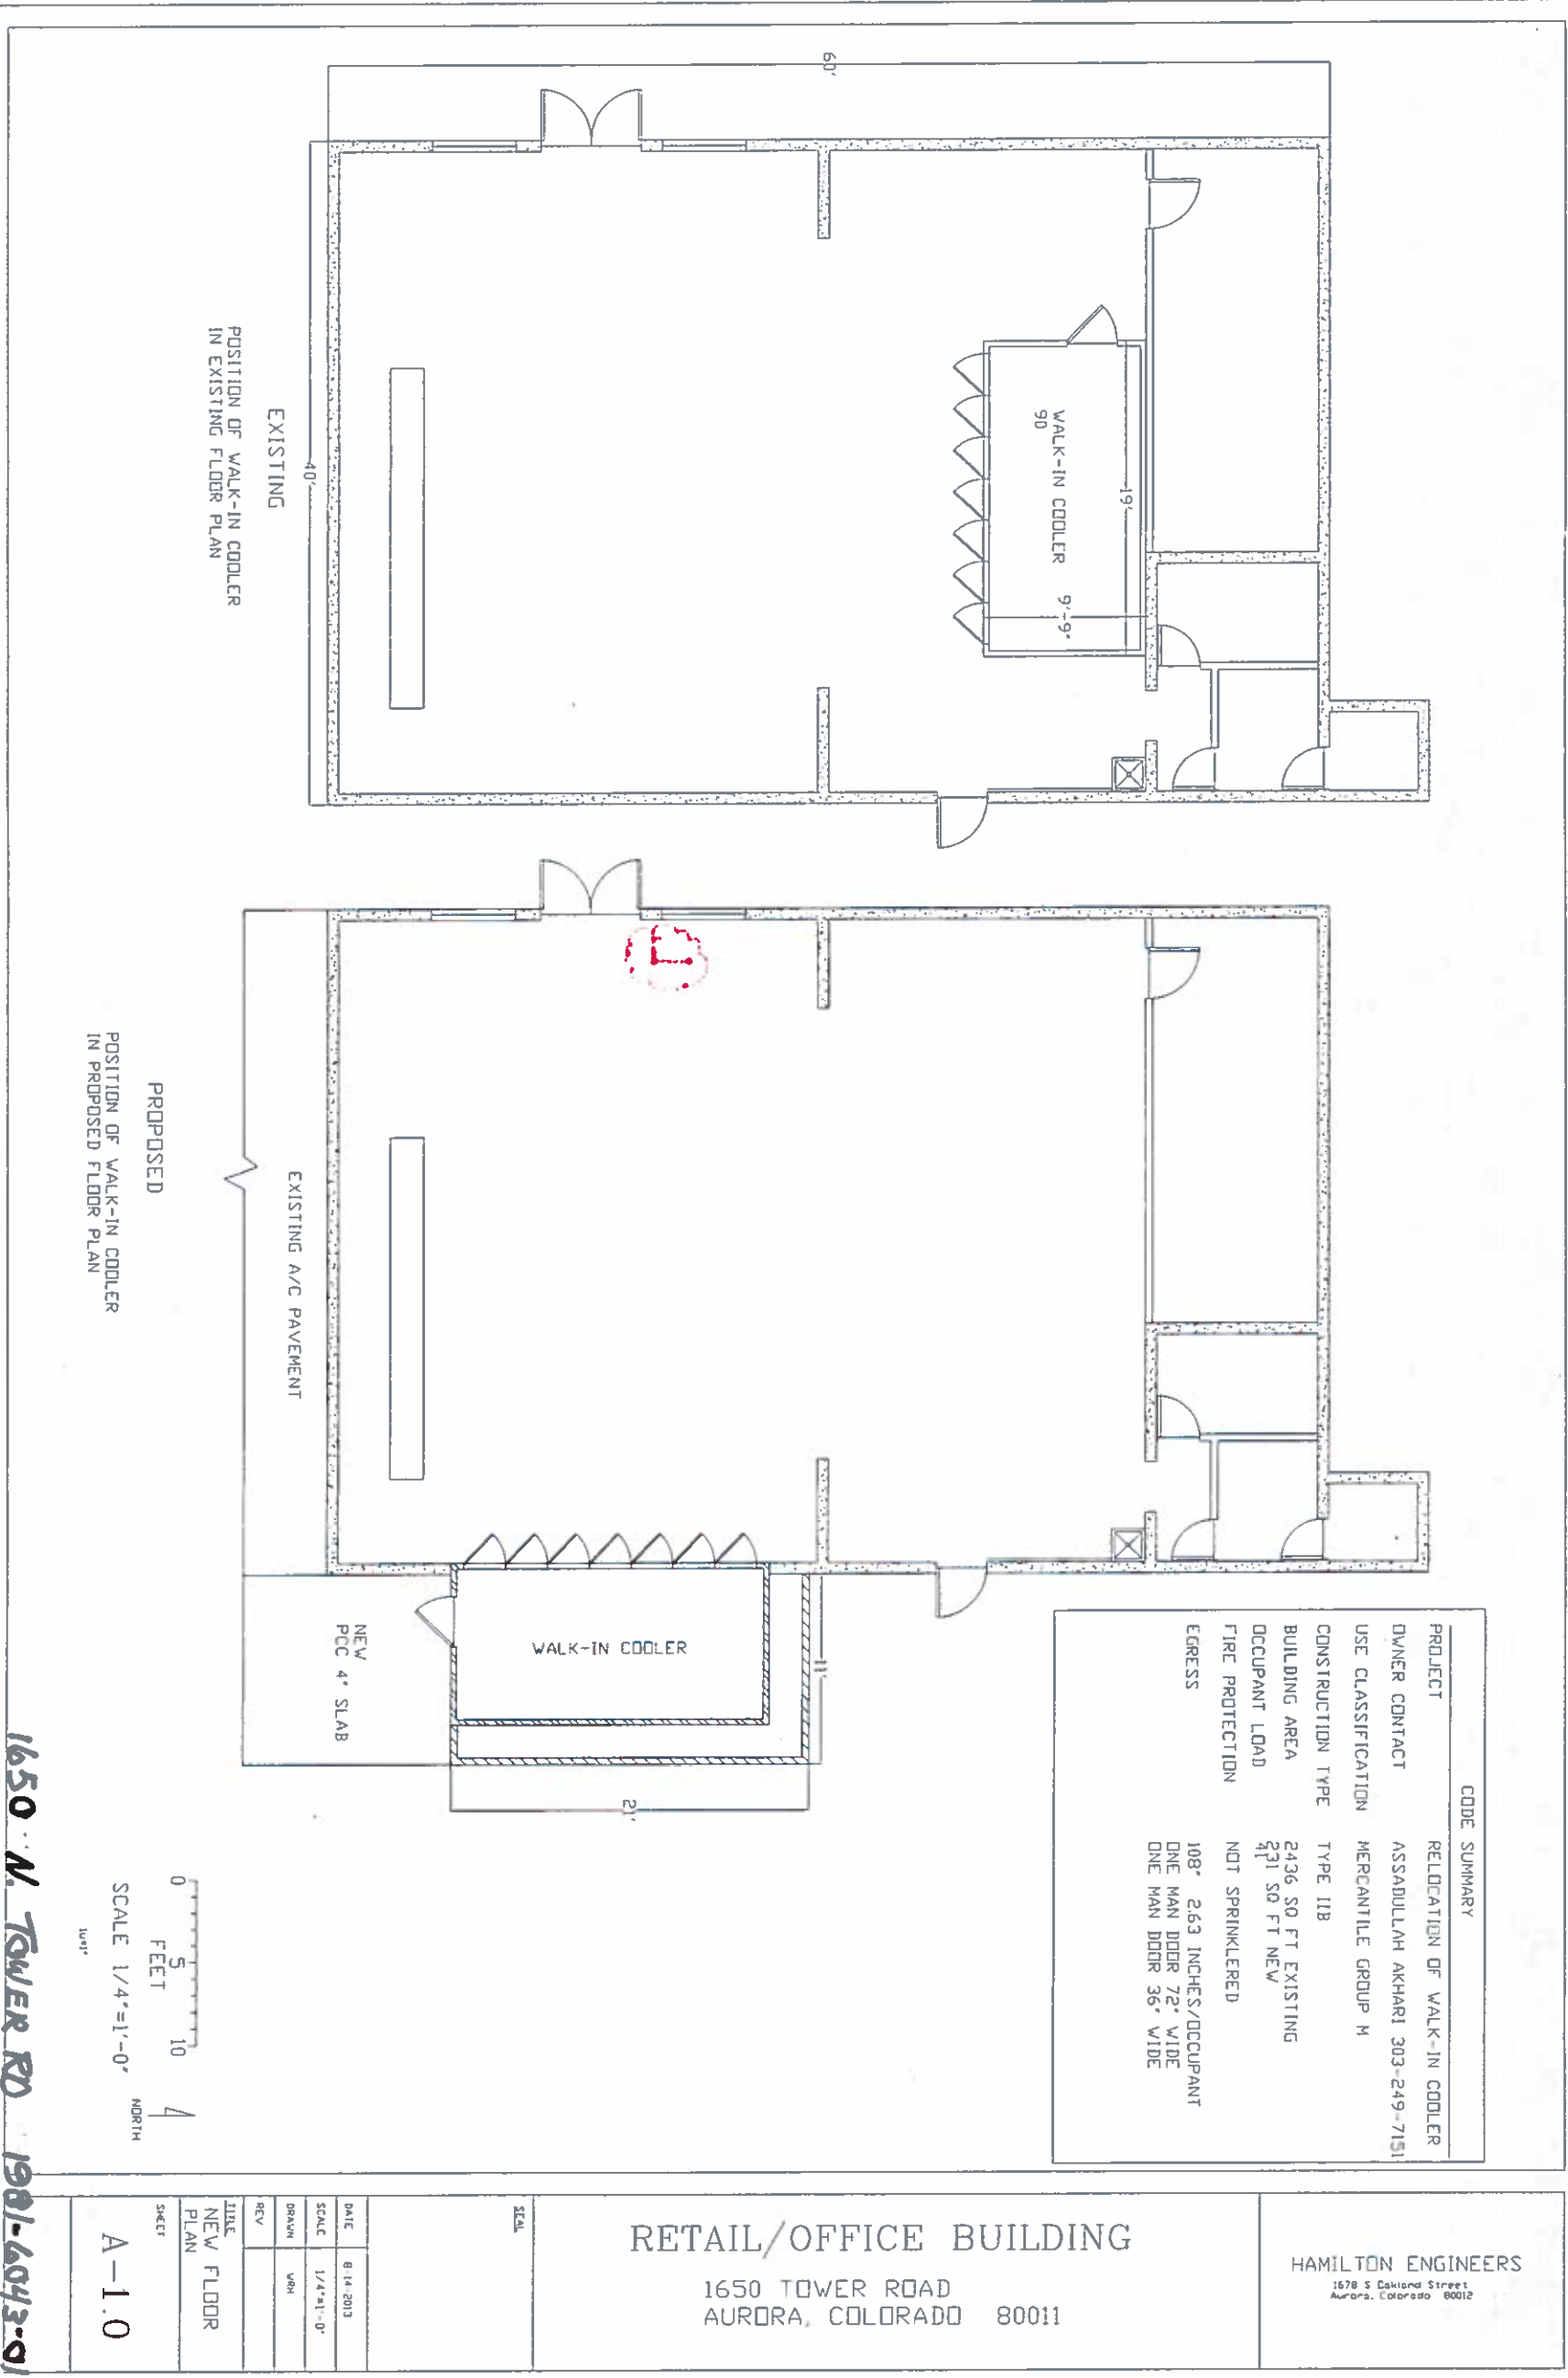 60'
WALK-IN COOLER
9D
19'
9'-9"
40'
EXISTING
POSITION OF WALK-IN COOLER
IN EXISTING FLOOR PLAN
WALK-IN COOLER
11'
21'
NEW
PCC 4" SLAB
EXISTING A/C PAVEMENT
PROPOSED
POSITION OF WALK-IN COOLER
IN PROPOSED FLOOR PLAN
CODE SUMMARY
PROJECT RELOCATION OF WALK-IN COOLER
OWNER CONTACT ASSADULLAH AKHARI 303-249-7151
USE CLASSIFICATION MERCANTILE GROUP M
CONSTRUCTION TYPE TYPE IIB
BUILDING AREA 2436 SQ FT EXISTING
231 SQ FT NEW
OCCUPANT LOAD 41
FIRE PROTECTION NOT SPRINKLERED
EGRESS 108" 2.63 INCHES/OCCUPANT
ONE MAN DOOR 72" WIDE
ONE MAN DOOR 36" WIDE
0 5 10
FEET
SCALE 1/4"=1'-0"
NORTH
1650 N. TOWER RD 1981-6043-01
HAMILTON ENGINEERS
1678 S Oakland Street
Aurora, Colorado 80012
RETAIL/OFFICE BUILDING
1650 TOWER ROAD
AURORA, COLORADO 80011
SEAL
DATE 8-14-2013
SCALE 1/4"=1'-0"
DRAWN WRH
REV
TITLE
NEW FLOOR
PLAN
SHEET
A-1.0